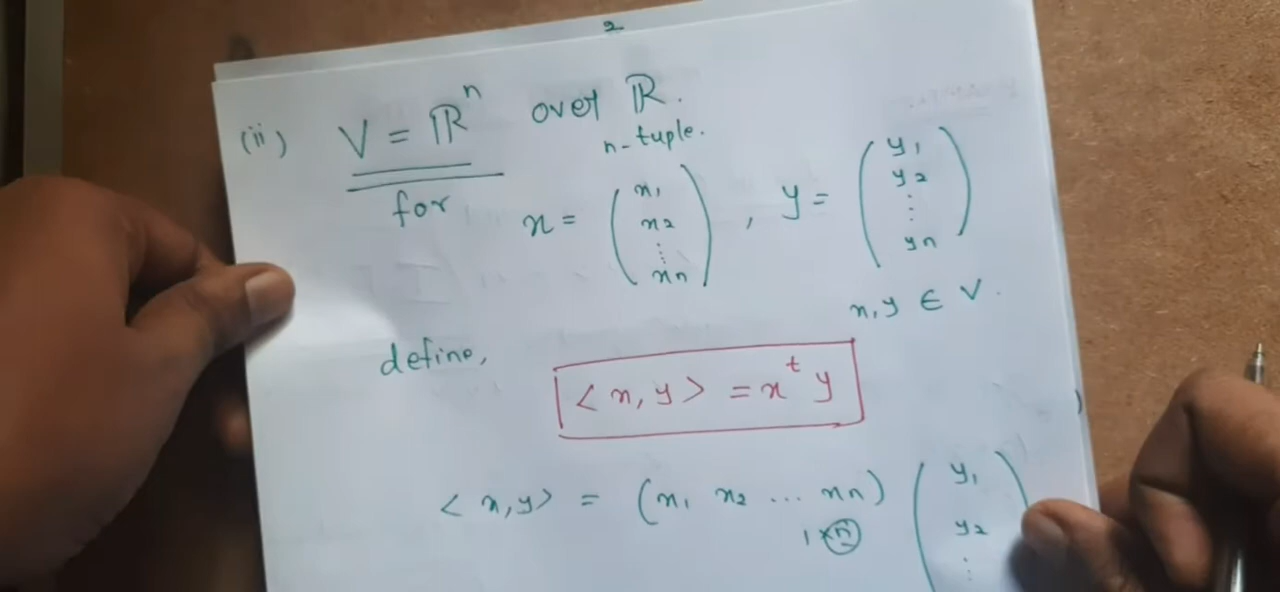 2
(ii) V = ℝⁿ over ℝ.
n-tuple.
for x = (x₁ x₂ ⋮ xₙ), y = (y₁ y₂ ⋮ yₙ)
x, y ∈ V.
define,
< x, y > = xᵗ y
< x, y > = (x₁ x₂ ... xₙ) (y₁ y₂ ⋮
1×n